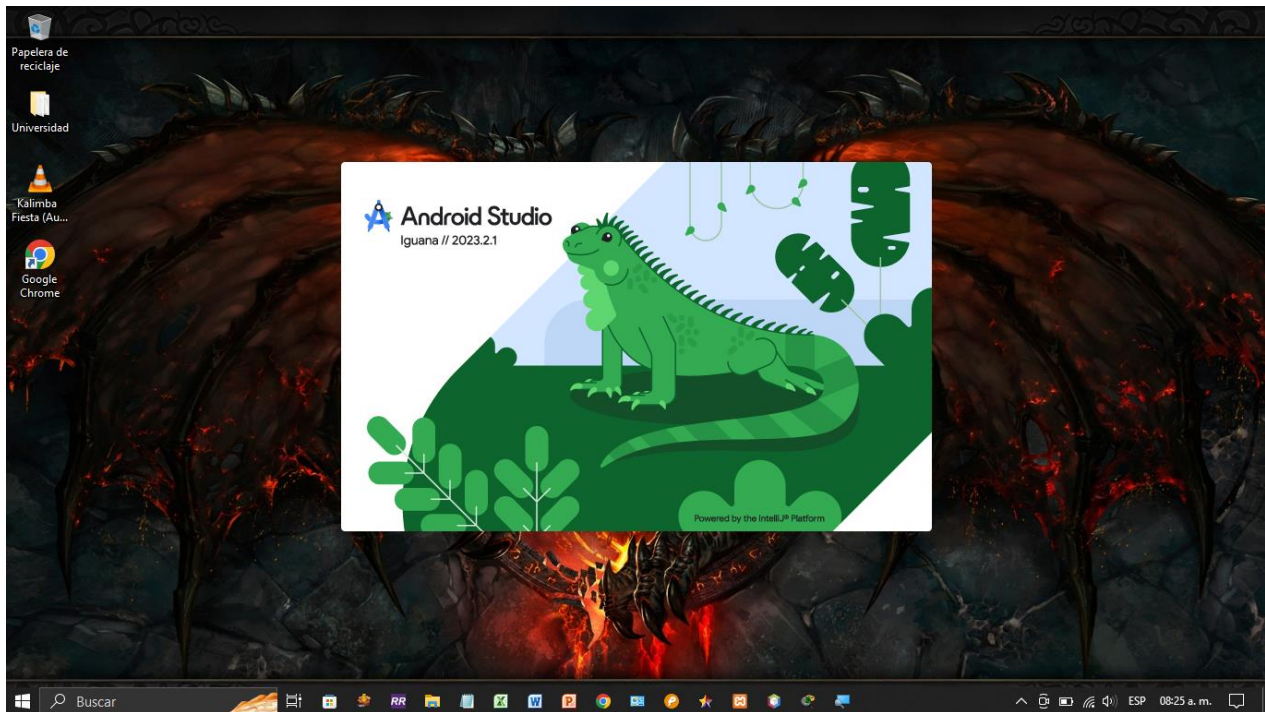 Papelera de
reciclaje
Universidad
Kalimba
Fiesta (Au...
Google
Chrome
Android Studio
Iguana // 2023.2.1
Powered by the IntelliJ® Platform
Buscar
RR
ESP
08:25 a. m.